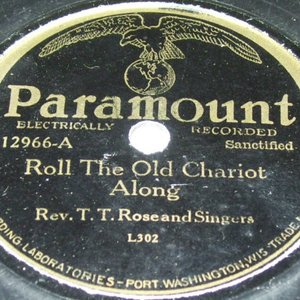 Paramount
ELECTRICALLY RECORDED
12966-A Sanctified
Roll The Old Chariot
Along
Rev. T. T. Rose and Singers
L302
LABORATORIES - PORT WASHINGTON, WIS. TRADE